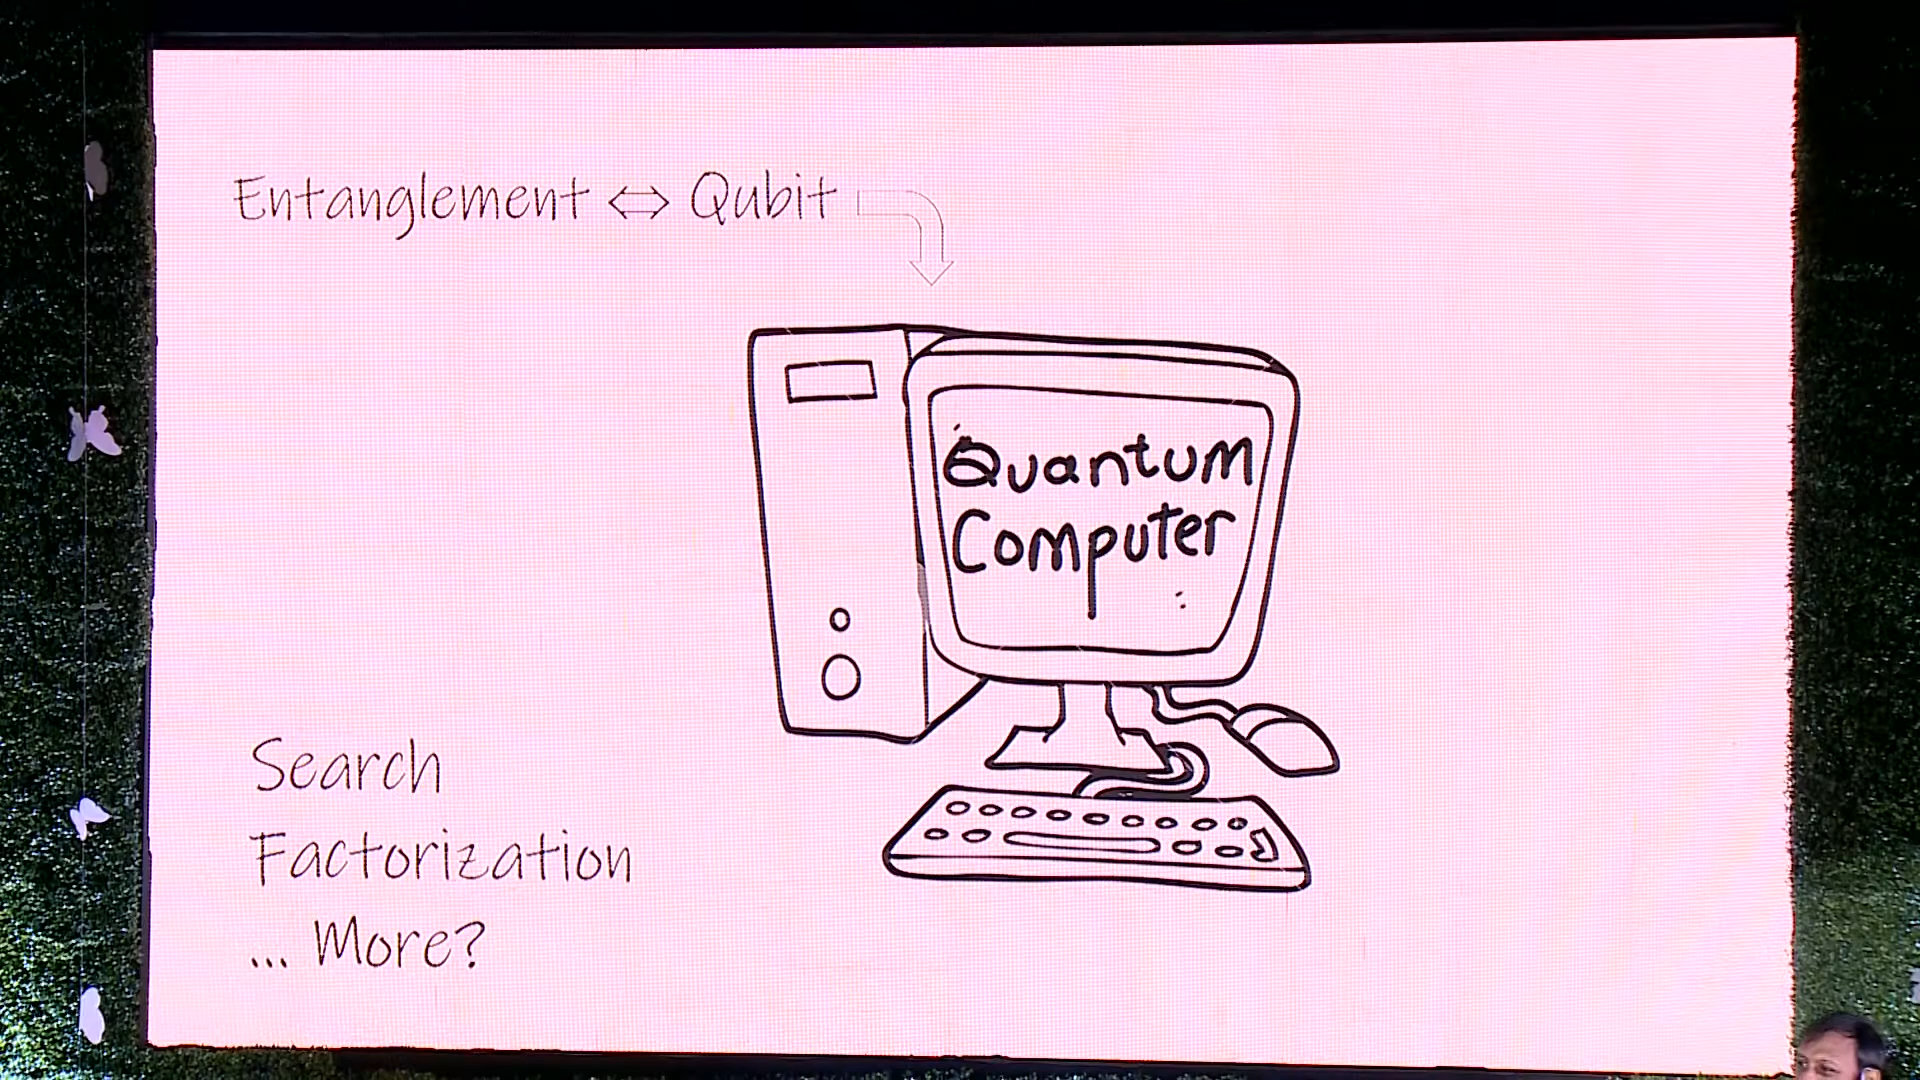 Entanglement ⇔ Qubit
Quantum
Computer
Search
Factorization
... More?